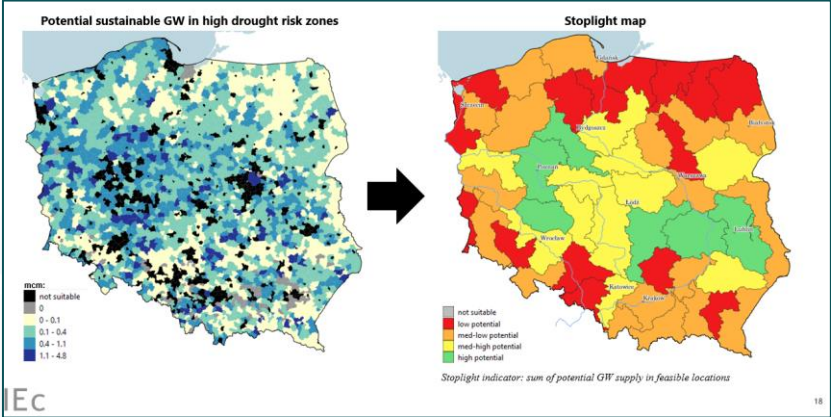 Potential sustainable GW in high drought risk zones
mcm:
not suitable
0
0 - 0.1
0.1 - 0.4
0.4 - 1.1
1.1 - 4.8
Stoplight map
Gdańsk
Szczecin
Białystok
Bydgoszcz
Poznań
Warszawa
Łódź
Lublin
Wrocław
Katowice
Kraków
not suitable
low potential
med-low potential
med-high potential
high potential
Stoplight indicator: sum of potential GW supply in feasible locations
IEc
18